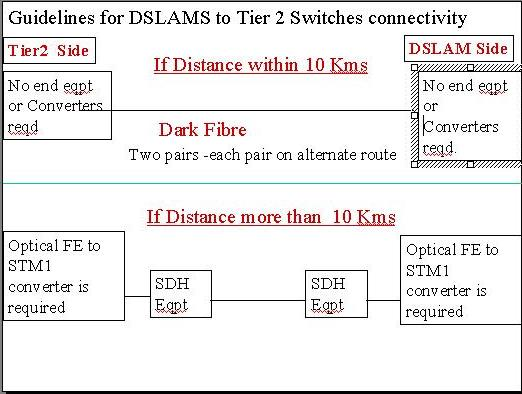 Guidelines for DSLAMS to Tier 2 Switches connectivity
Tier2 Side
DSLAM Side
If Distance within 10 Kms
No end eqpt
or Converters
reqd
No end eqpt
or
Converters
reqd.
Dark Fibre
Two pairs -each pair on alternate route
If Distance more than 10 Kms
Optical FE to
STM1
converter is
required
SDH
Eqpt
SDH
Eqpt
Optical FE to
STM1
converter is
required